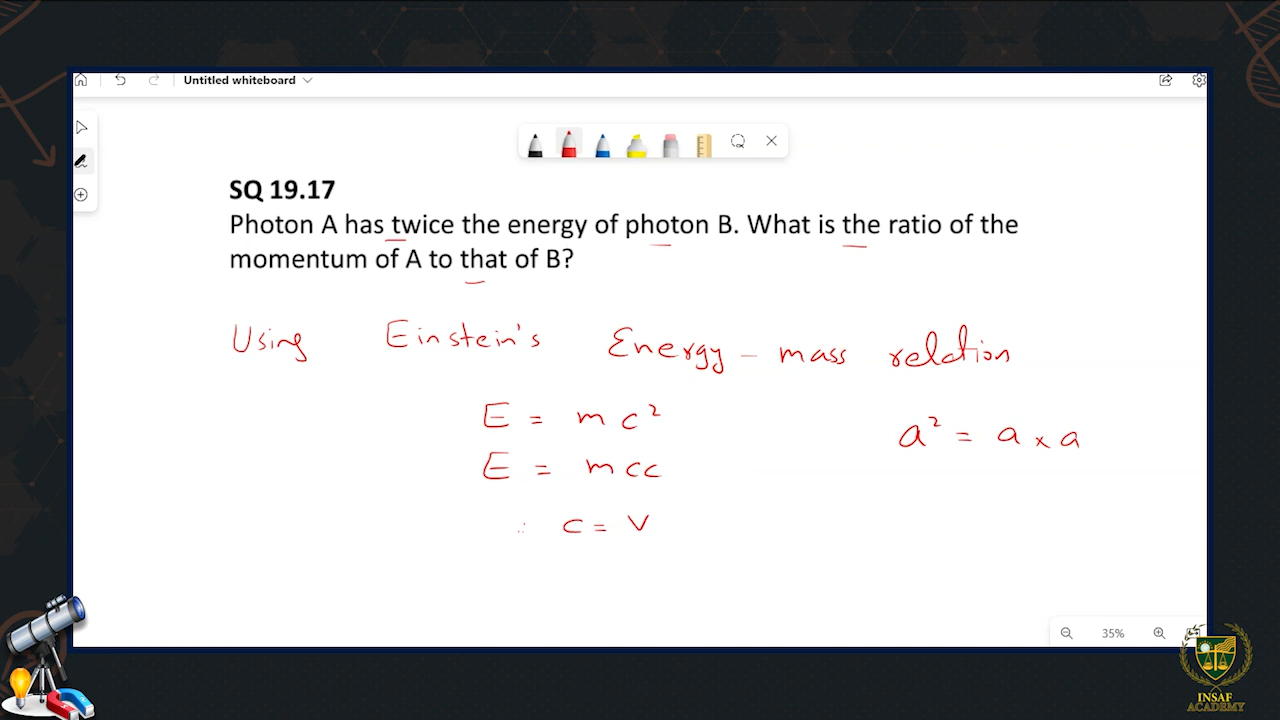 Untitled whiteboard
SQ 19.17
Photon A has twice the energy of photon B. What is the ratio of the
momentum of A to that of B?
Using Einstein's Energy - mass relation
E = mc²
a² = a × a
E = mcc
∵ c = v
35%
INSAF
ACADEMY